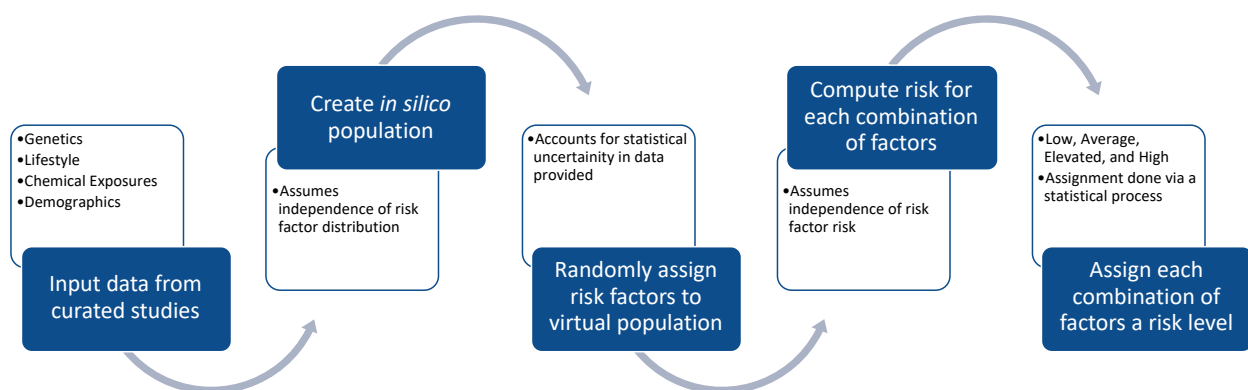 •Genetics
•Lifestyle
•Chemical Exposures
•Demographics
Input data from
curated studies
Create in silico
population
•Assumes
independence of risk
factor distribution
•Accounts for statistical
uncertainity in data
provided
Randomly assign
risk factors to
virtual population
Compute risk for
each combination
of factors
•Assumes
independence of risk
factor risk
•Low, Average,
Elevated, and High
•Assignment done via a
statistical process
Assign each
combination of
factors a risk level